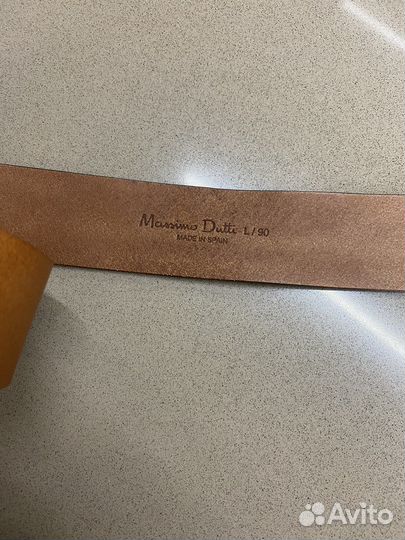 Massimo Dutti L / 90
MADE IN SPAIN
Avito